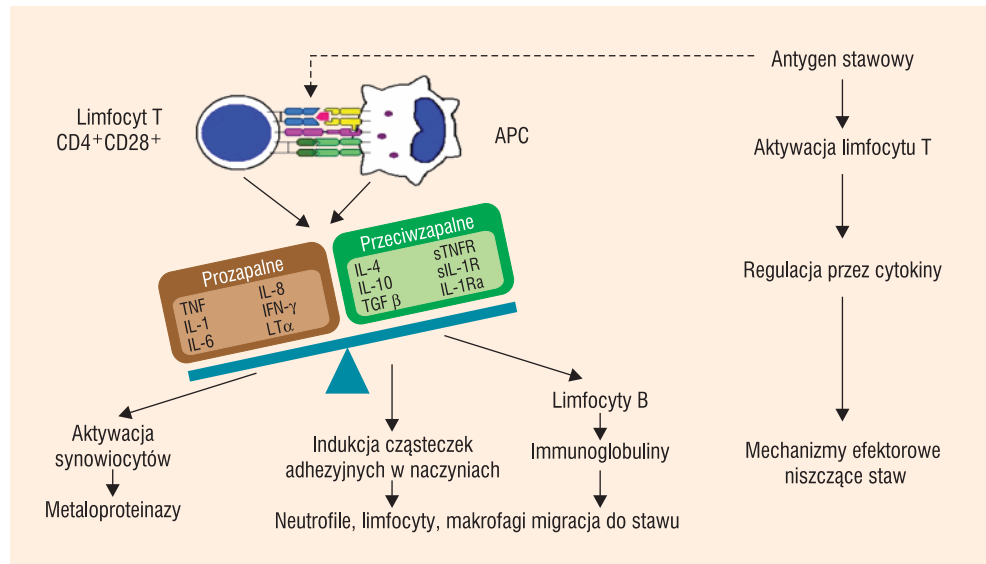 Antygen stawowy
Limfocyt T
CD4+CD28+
APC
Aktywacja limfocytu T
Prozapalne
TNF
IL-1
IL-6
IL-8
IFN-γ
LTα
Przeciwzapalne
IL-4
IL-10
TGF β
sTNFR
sIL-1R
IL-1Ra
Regulacja przez cytokiny
Aktywacja
synowiocytów
Metaloproteinazy
Indukcja cząsteczek
adhezyjnych w naczyniach
Limfocyty B
Immunoglobuliny
Neutrofile, limfocyty, makrofagi migracja do stawu
Mechanizmy efektorowe
niszczące staw